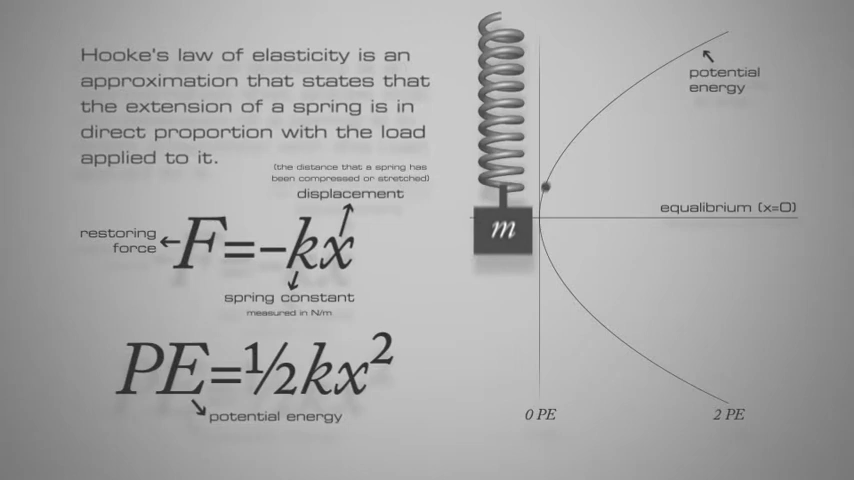 Hooke's law of elasticity is an
approximation that states that
the extension of a spring is in
direct proportion with the load
applied to it.
(the distance that a spring has
been compressed or stretched)
displacement
restoring
force
F=-kx
spring constant
measured in N/m
PE=½kx²
potential energy
m
potential
energy
equalibrium (x=0)
0 PE
2 PE